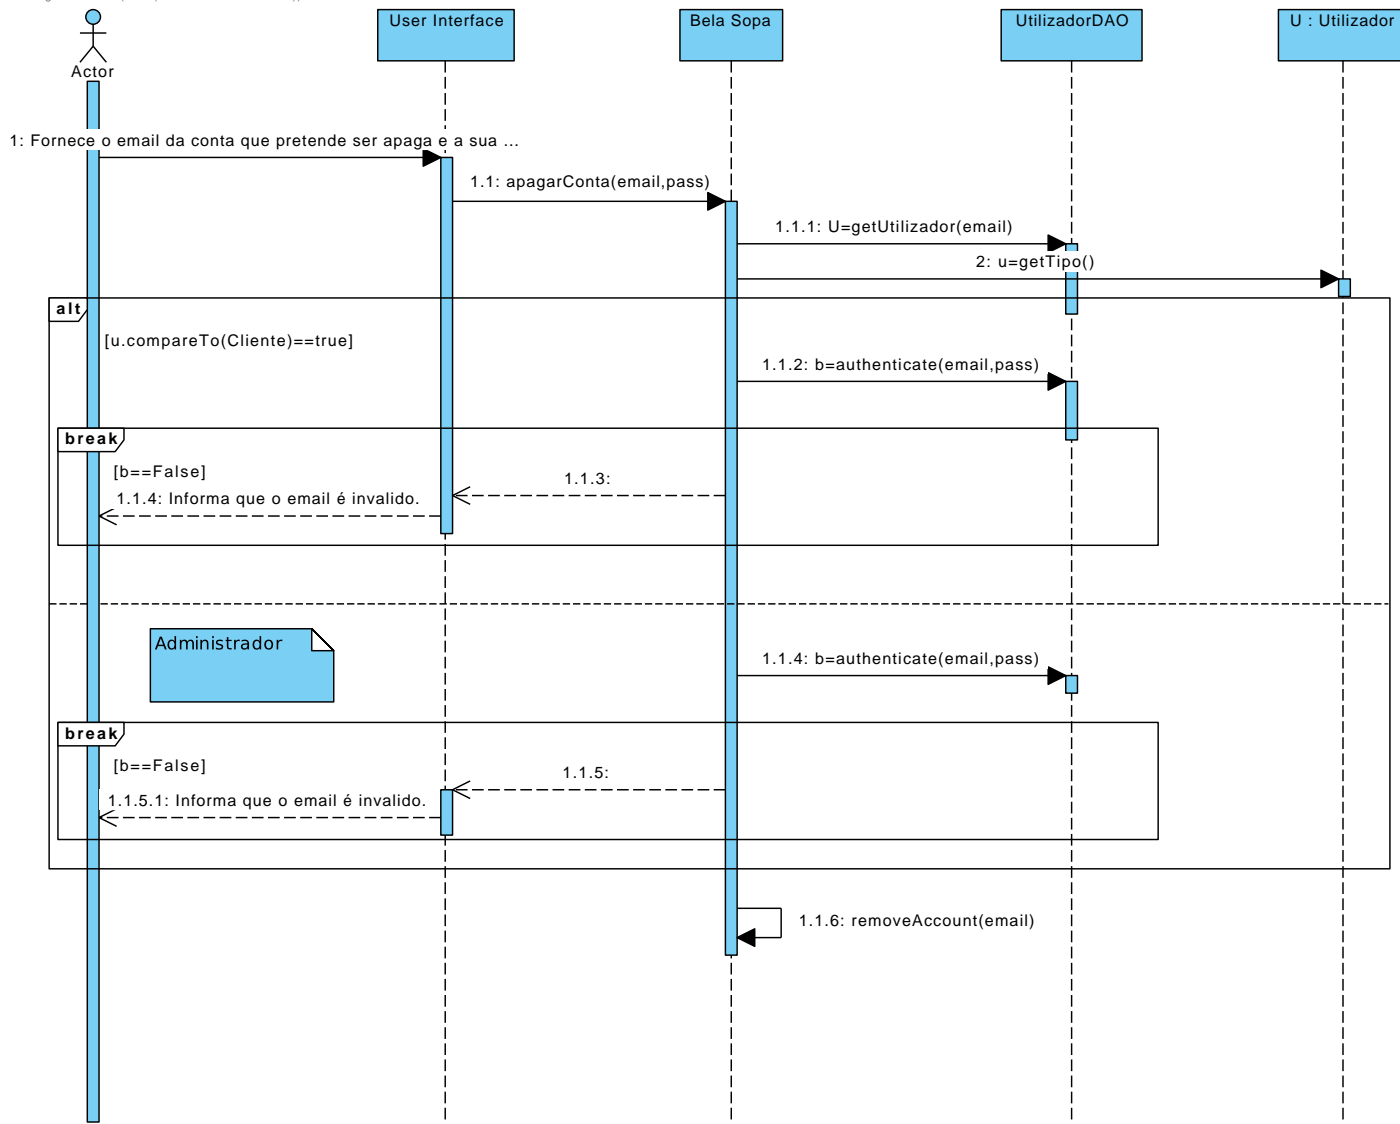 User Interface
Bela Sopa
UtilizadorDAO
U : Utilizador
Actor
1: Fornece o email da conta que pretende ser apaga e a sua ...
1.1: apagarConta(email,pass)
1.1.1: U=getUtilizador(email)
2: u=getTipo()
alt
[u.compareTo(Cliente)==true]
1.1.2: b=authenticate(email,pass)
break
[b==False]
1.1.3:
1.1.4: Informa que o email é invalido.
Administrador
1.1.4: b=authenticate(email,pass)
break
[b==False]
1.1.5:
1.1.5.1: Informa que o email é invalido.
1.1.6: removeAccount(email)